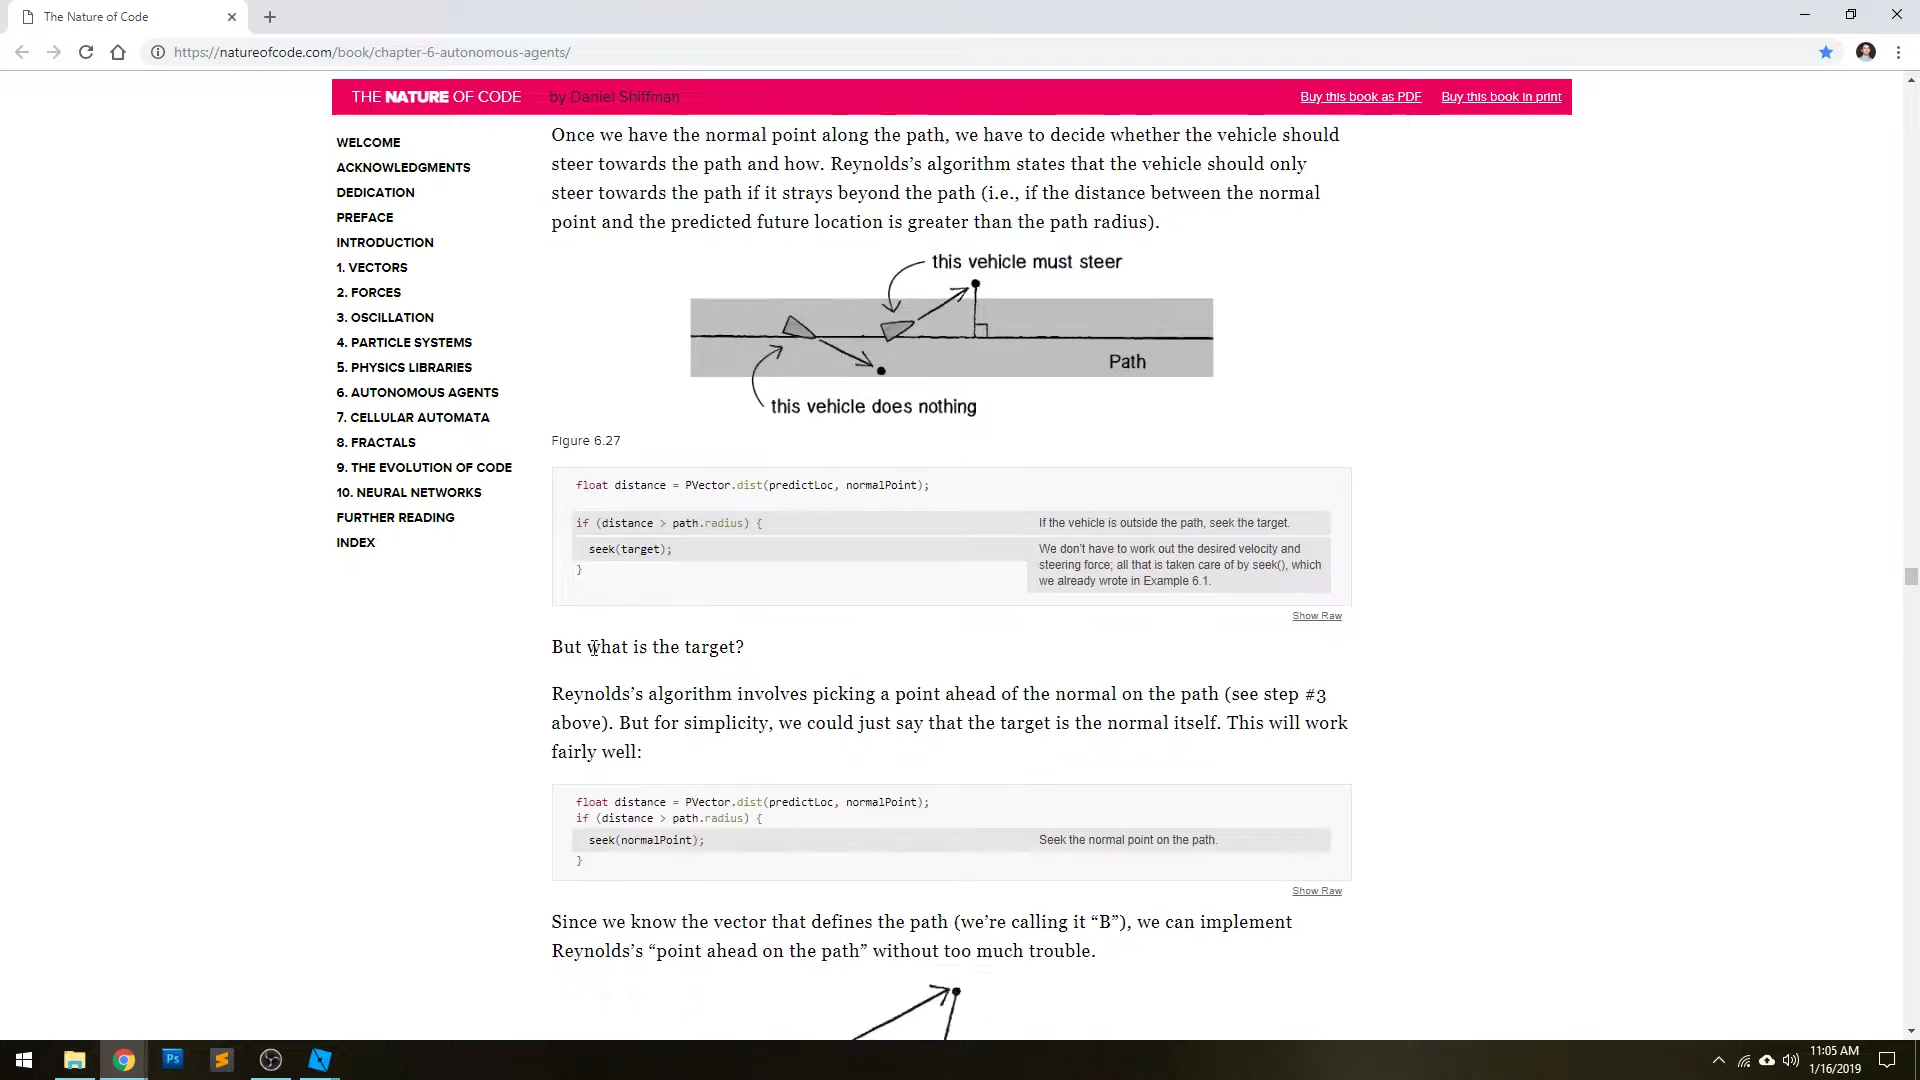 The Nature of Code
https://natureofcode.com/book/chapter-6-autonomous-agents/
THE NATURE OF CODE by Daniel Shiffman Buy this book as PDF Buy this book in print
WELCOME
ACKNOWLEDGMENTS
DEDICATION
PREFACE
INTRODUCTION
1. VECTORS
2. FORCES
3. OSCILLATION
4. PARTICLE SYSTEMS
5. PHYSICS LIBRARIES
6. AUTONOMOUS AGENTS
7. CELLULAR AUTOMATA
8. FRACTALS
9. THE EVOLUTION OF CODE
10. NEURAL NETWORKS
FURTHER READING
INDEX
Once we have the normal point along the path, we have to decide whether the vehicle should
steer towards the path and how. Reynolds’s algorithm states that the vehicle should only
steer towards the path if it strays beyond the path (i.e., if the distance between the normal
point and the predicted future location is greater than the path radius).
this vehicle must steer
Path
this vehicle does nothing
Figure 6.27
float distance = PVector.dist(predictLoc, normalPoint);
if (distance > path.radius) {
If the vehicle is outside the path, seek the target.
seek(target);
We don’t have to work out the desired velocity and
steering force; all that is taken care of by seek(), which
we already wrote in Example 6.1.
}
Show Raw
But what is the target?
Reynolds’s algorithm involves picking a point ahead of the normal on the path (see step #3
above). But for simplicity, we could just say that the target is the normal itself. This will work
fairly well:
float distance = PVector.dist(predictLoc, normalPoint);
if (distance > path.radius) {
seek(normalPoint);
Seek the normal point on the path.
}
Show Raw
Since we know the vector that defines the path (we’re calling it “B”), we can implement
Reynolds’s “point ahead on the path” without too much trouble.
Ps
11:05 AM
1/16/2019